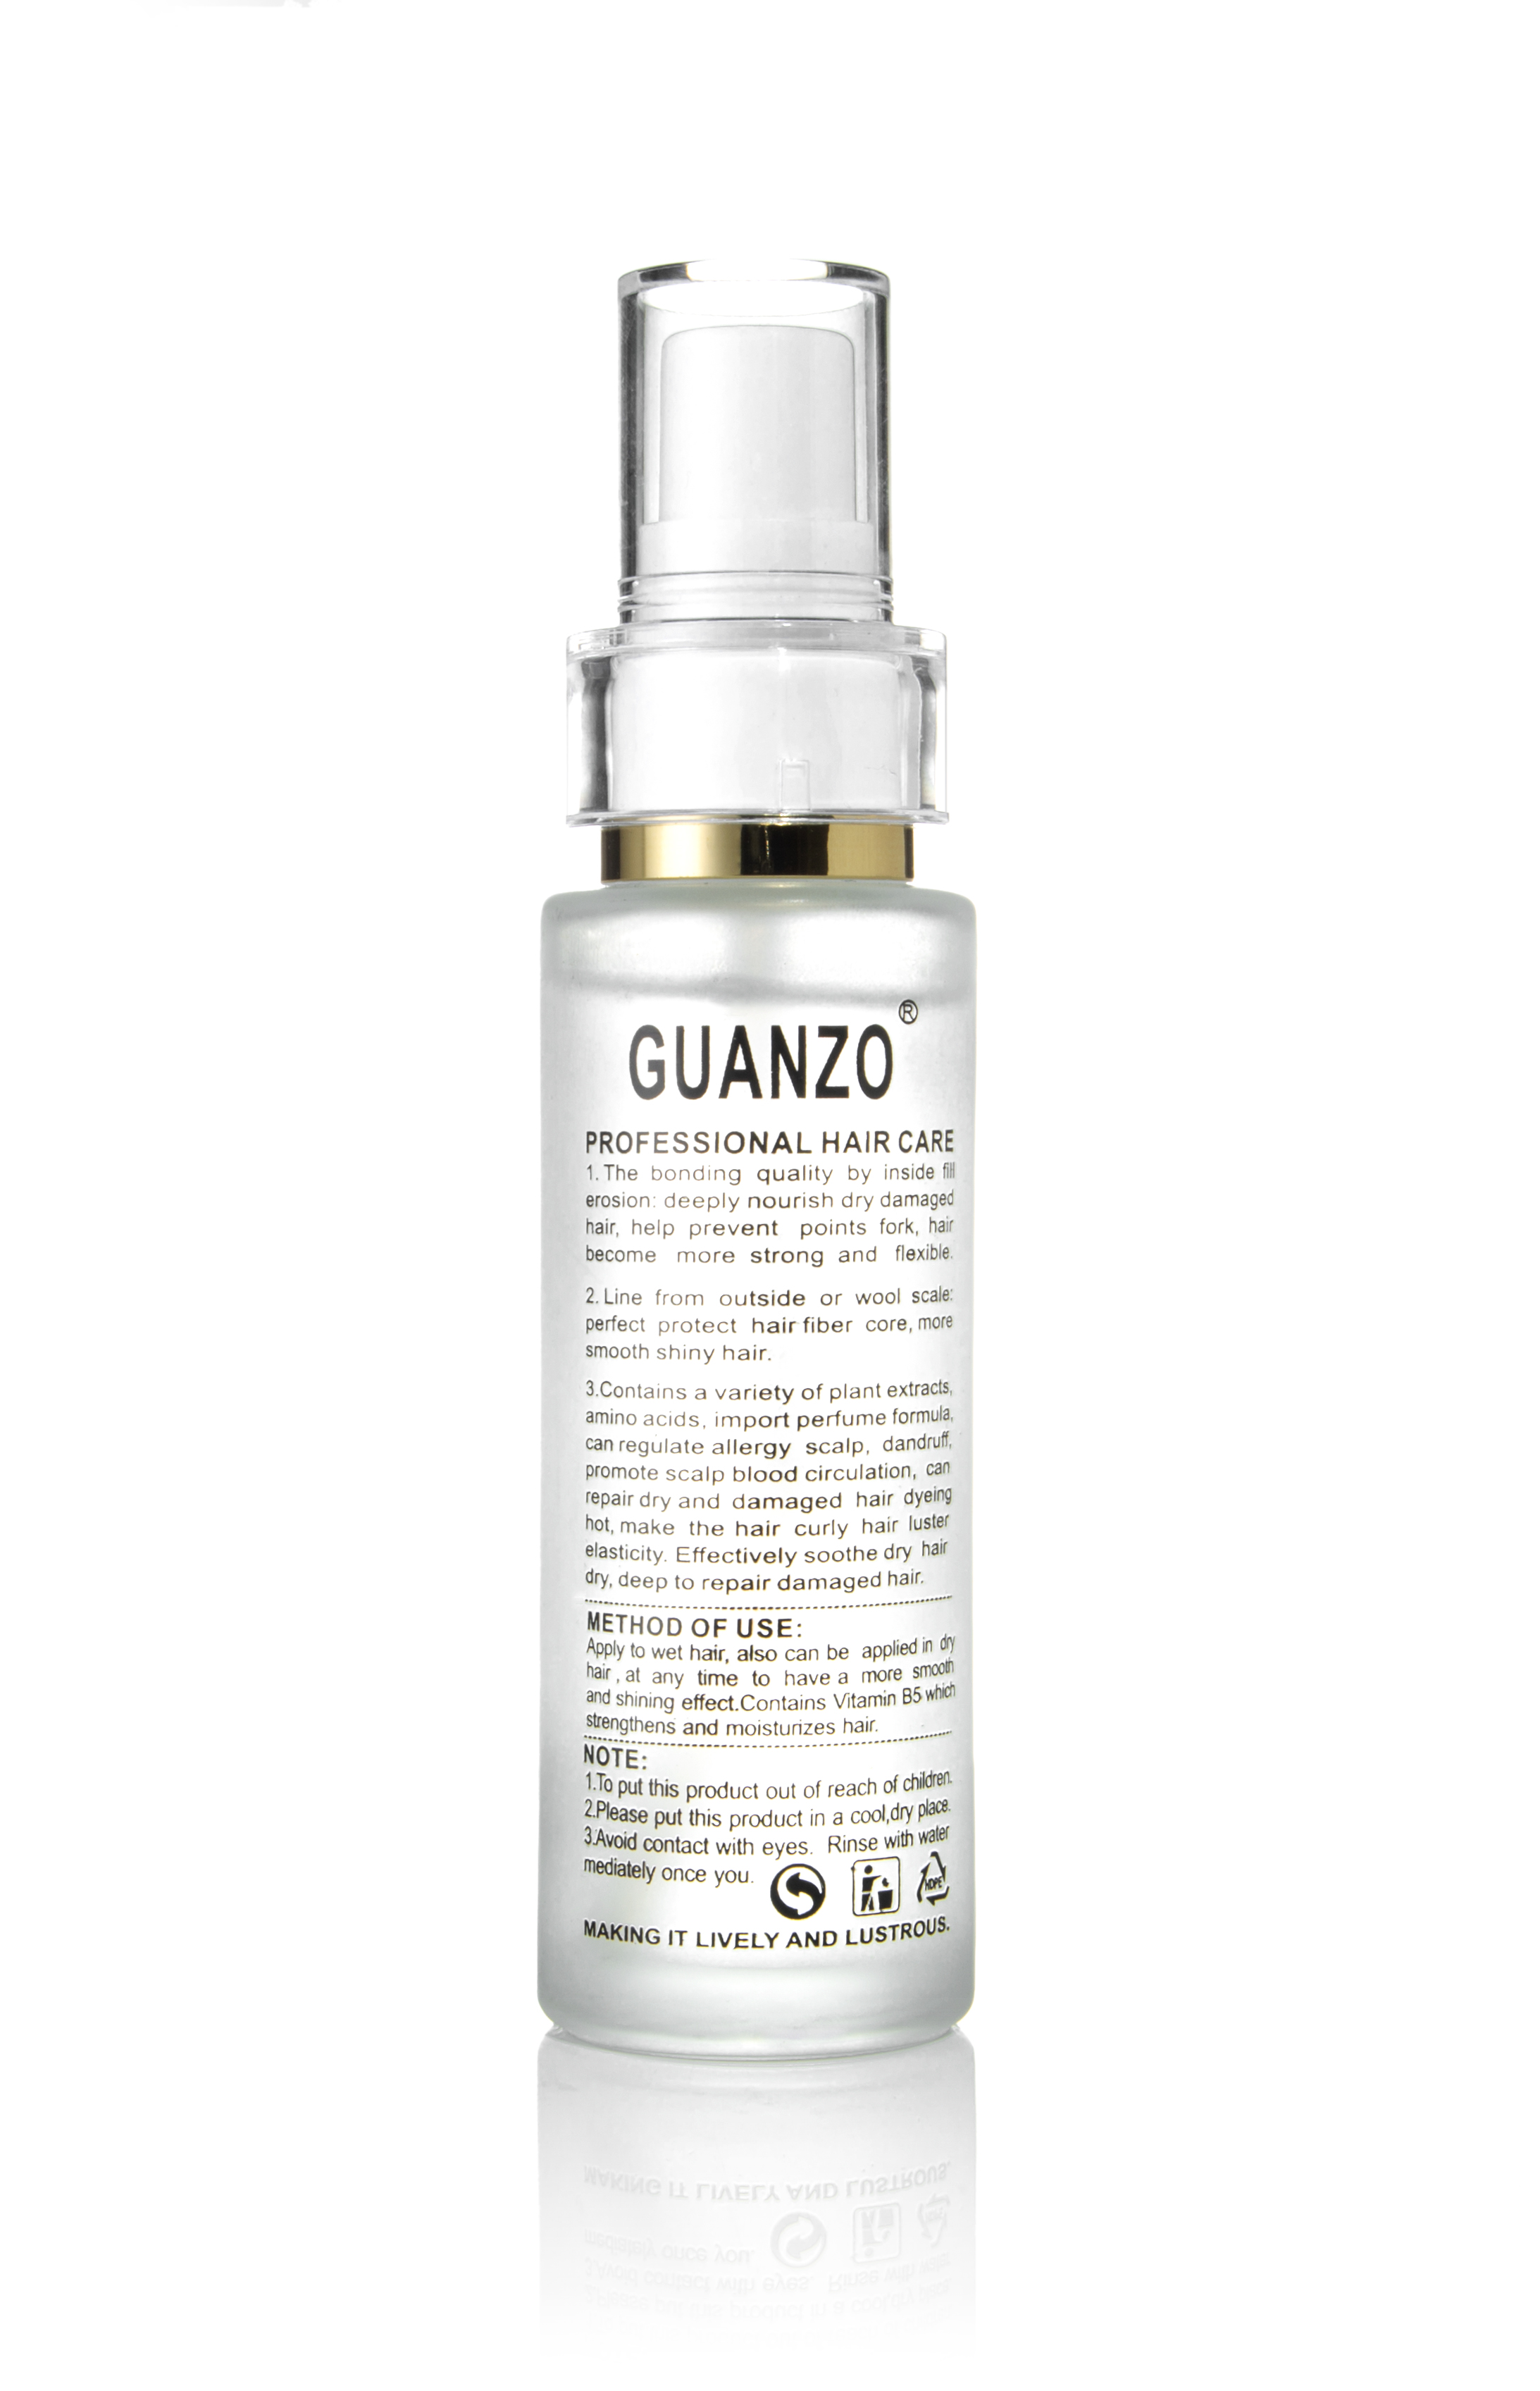 GUANZO®
PROFESSIONAL HAIR CARE
1. The bonding quality by inside fill
erosion: deeply nourish dry damaged
hair, help prevent points fork, hair
become more strong and flexible.
2. Line from outside or wool scale:
perfect protect hair fiber core, more
smooth shiny hair.
3.Contains a variety of plant extracts,
amino acids, import perfume formula,
can regulate allergy scalp, dandruff,
promote scalp blood circulation, can
repair dry and damaged hair dyeing
hot, make the hair curly hair luster
elasticity. Effectively soothe dry hair
dry, deep to repair damaged hair.
METHOD OF USE:
Apply to wet hair, also can be applied in dry
hair , at any time to have a more smooth
and shining effect.Contains Vitamin B5 which
strengthens and moisturizes hair.
NOTE:
1.To put this product out of reach of children.
2.Please put this product in a cool,dry place.
3.Avoid contact with eyes. Rinse with water
mediately once you.
HDPE
MAKING IT LIVELY AND LUSTROUS.